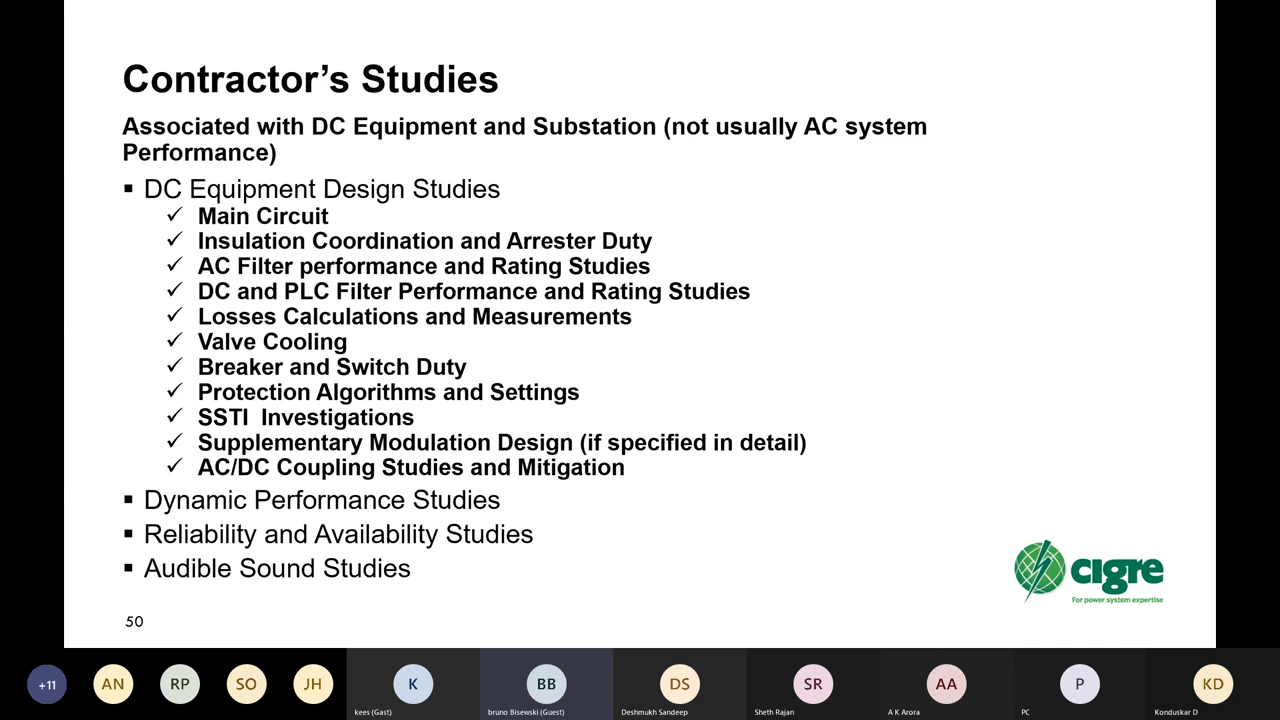 Contractor's Studies
Associated with DC Equipment and Substation (not usually AC system
Performance)
▪ DC Equipment Design Studies
✓ Main Circuit
✓ Insulation Coordination and Arrester Duty
✓ AC Filter performance and Rating Studies
✓ DC and PLC Filter Performance and Rating Studies
✓ Losses Calculations and Measurements
✓ Valve Cooling
✓ Breaker and Switch Duty
✓ Protection Algorithms and Settings
✓ SSTI  Investigations
✓ Supplementary Modulation Design (if specified in detail)
✓ AC/DC Coupling Studies and Mitigation
▪ Dynamic Performance Studies
▪ Reliability and Availability Studies
▪ Audible Sound Studies
cigre
For power system expertise
50
+11 AN RP SO JH K BB DS SR AA P KD
kees (Gast) bruno Bisewski (Guest) Deshmukh Sandeep Sheth Rajan A K Arora PC Konduskar D